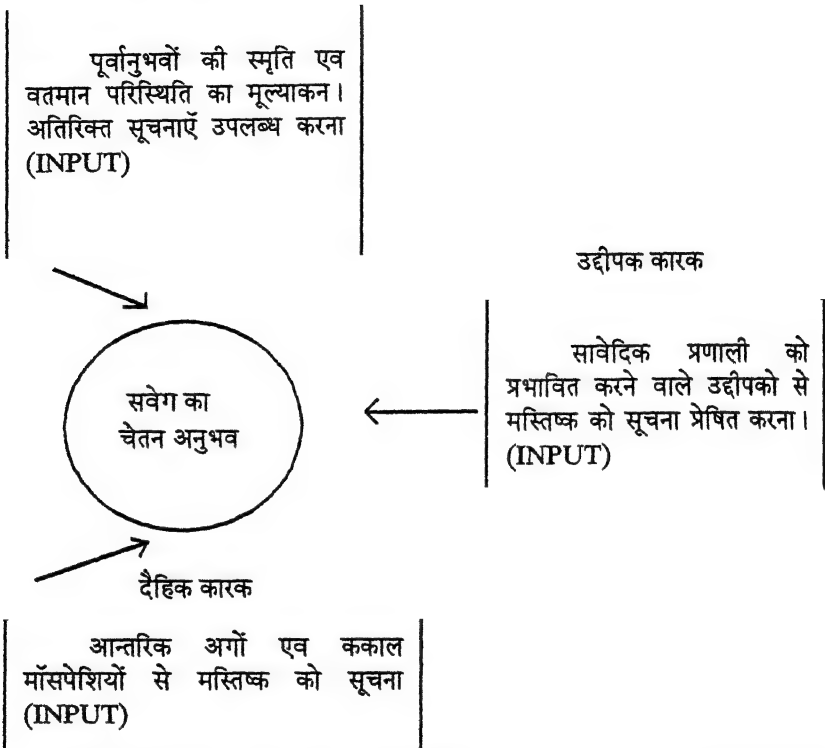 पूर्वानुभवों की स्मृति एव
वतमान परिस्थिति का मूल्याकन।
अतिरिक्त सूचनाएँ उपलब्ध करना
(INPUT)
उद्दीपक कारक
सावेदिक प्रणाली को
प्रभावित करने वाले उद्दीपको से
मस्तिष्क को सूचना प्रेषित करना।
(INPUT)
सवेग का
चेतन अनुभव
दैहिक कारक
आन्तरिक अगों एव ककाल
मॉसपेशियों से मस्तिष्क को सूचना
(INPUT)